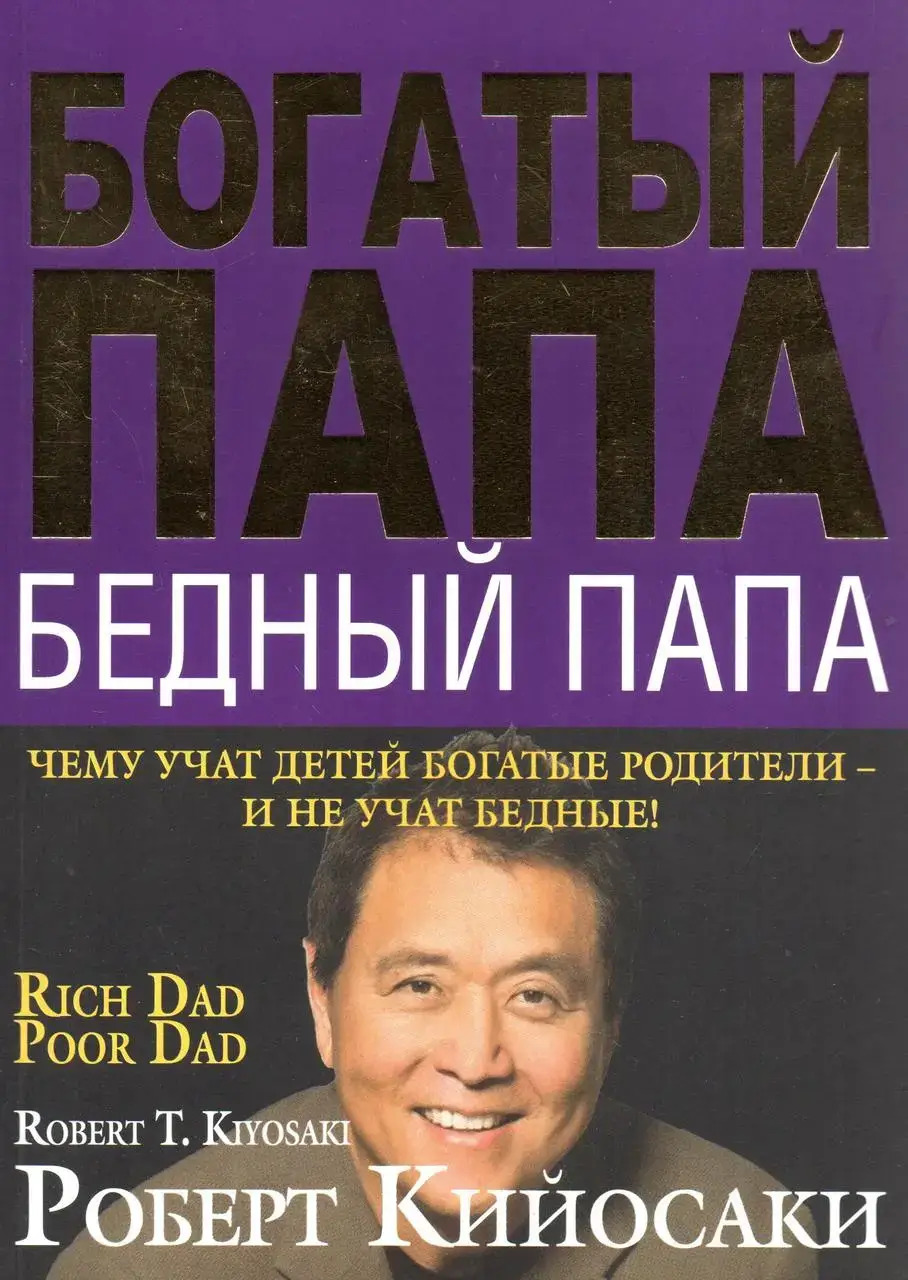 БОГАТЫЙ
ПАПА
БЕДНЫЙ ПАПА
ЧЕМУ УЧАТ ДЕТЕЙ БОГАТЫЕ РОДИТЕЛИ –
И НЕ УЧАТ БЕДНЫЕ!
RICH DAD
POOR DAD
ROBERT T. KIYOSAKI
РОБЕРТ КИЙОСАКИ